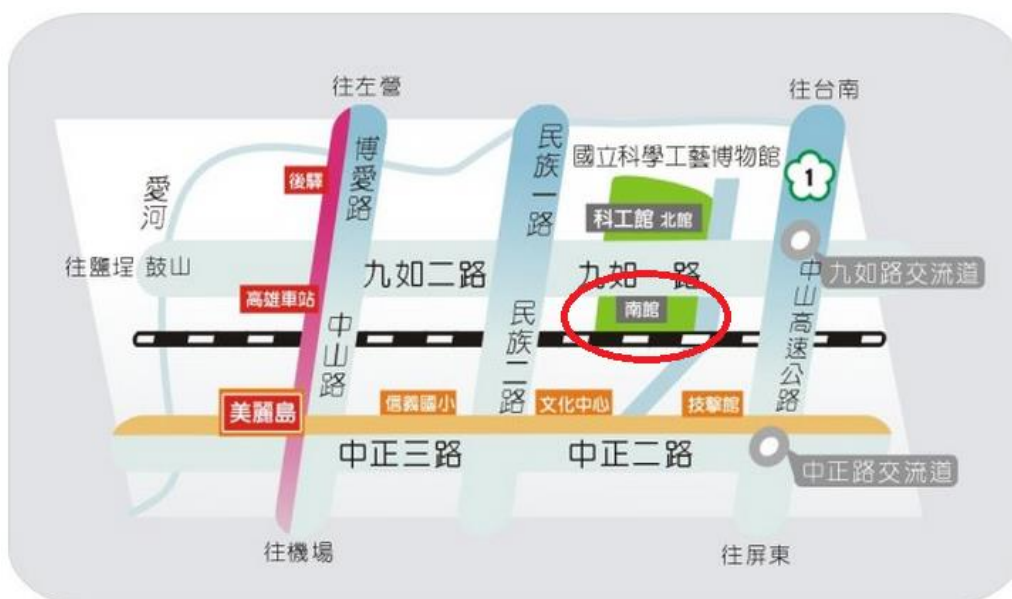 往左營
往台南
民族一路
博愛路
國立科學工藝博物館
1
後驛
愛河
科工館 北館
往鹽埕 鼓山
九如二路
九如一路
九如路交流道
高雄車站
南館
中山路
民族二路
中山高速公路
美麗島
信義國小
文化中心
技擊館
中正三路
中正二路
中正路交流道
往機場
往屏東